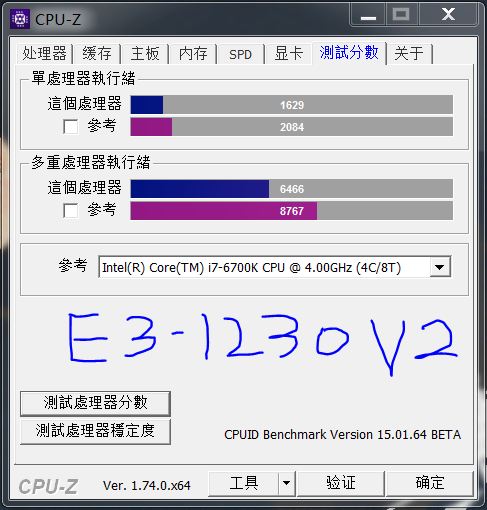 CPU-Z
处理器 缓存 主板 内存 SPD 显卡 測試分數 关于
單處理器執行緒
這個處理器 1629
參考 2084
多重處理器執行緒
這個處理器 6466
參考 8767
參考 Intel(R) Core(TM) i7-6700K CPU @ 4.00GHz (4C/8T)
E3-1230 V2
測試處理器分數
測試處理器穩定度
CPUID Benchmark Version 15.01.64 BETA
CPU-Z Ver. 1.74.0.x64 工具 验证 确定